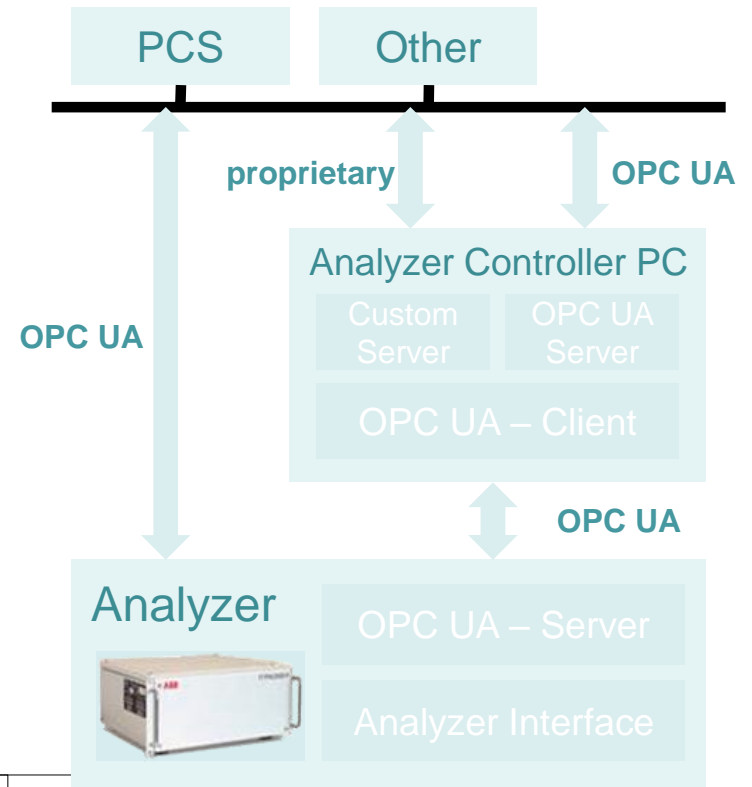 PCS
Other
proprietary
OPC UA
Analyzer Controller PC
Custom
Server
OPC UA
Server
OPC UA – Client
OPC UA
OPC UA
Analyzer
OPC UA – Server
Analyzer Interface
ABB